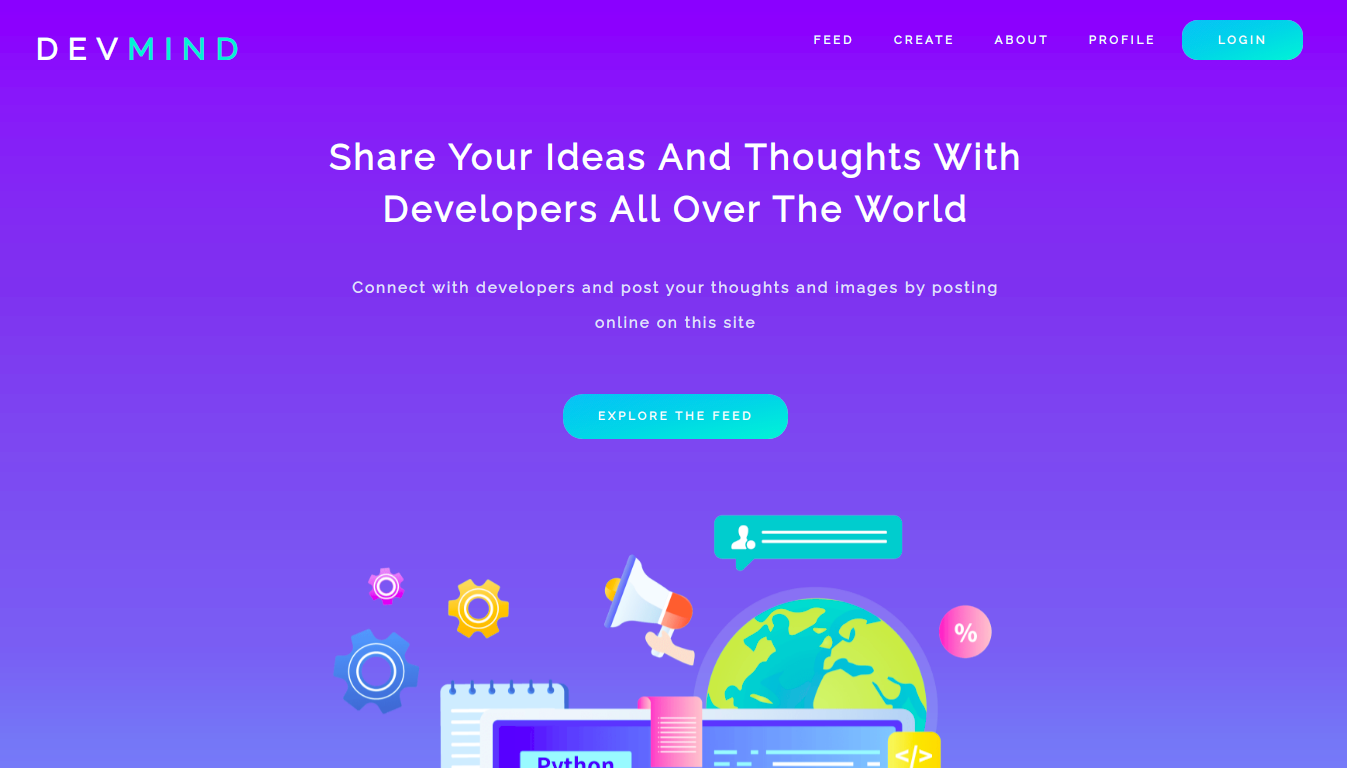 DEVMIND
FEED CREATE ABOUT PROFILE LOGIN
Share Your Ideas And Thoughts With
Developers All Over The World
Connect with developers and post your thoughts and images by posting
online on this site
EXPLORE THE FEED
%
</>
Python